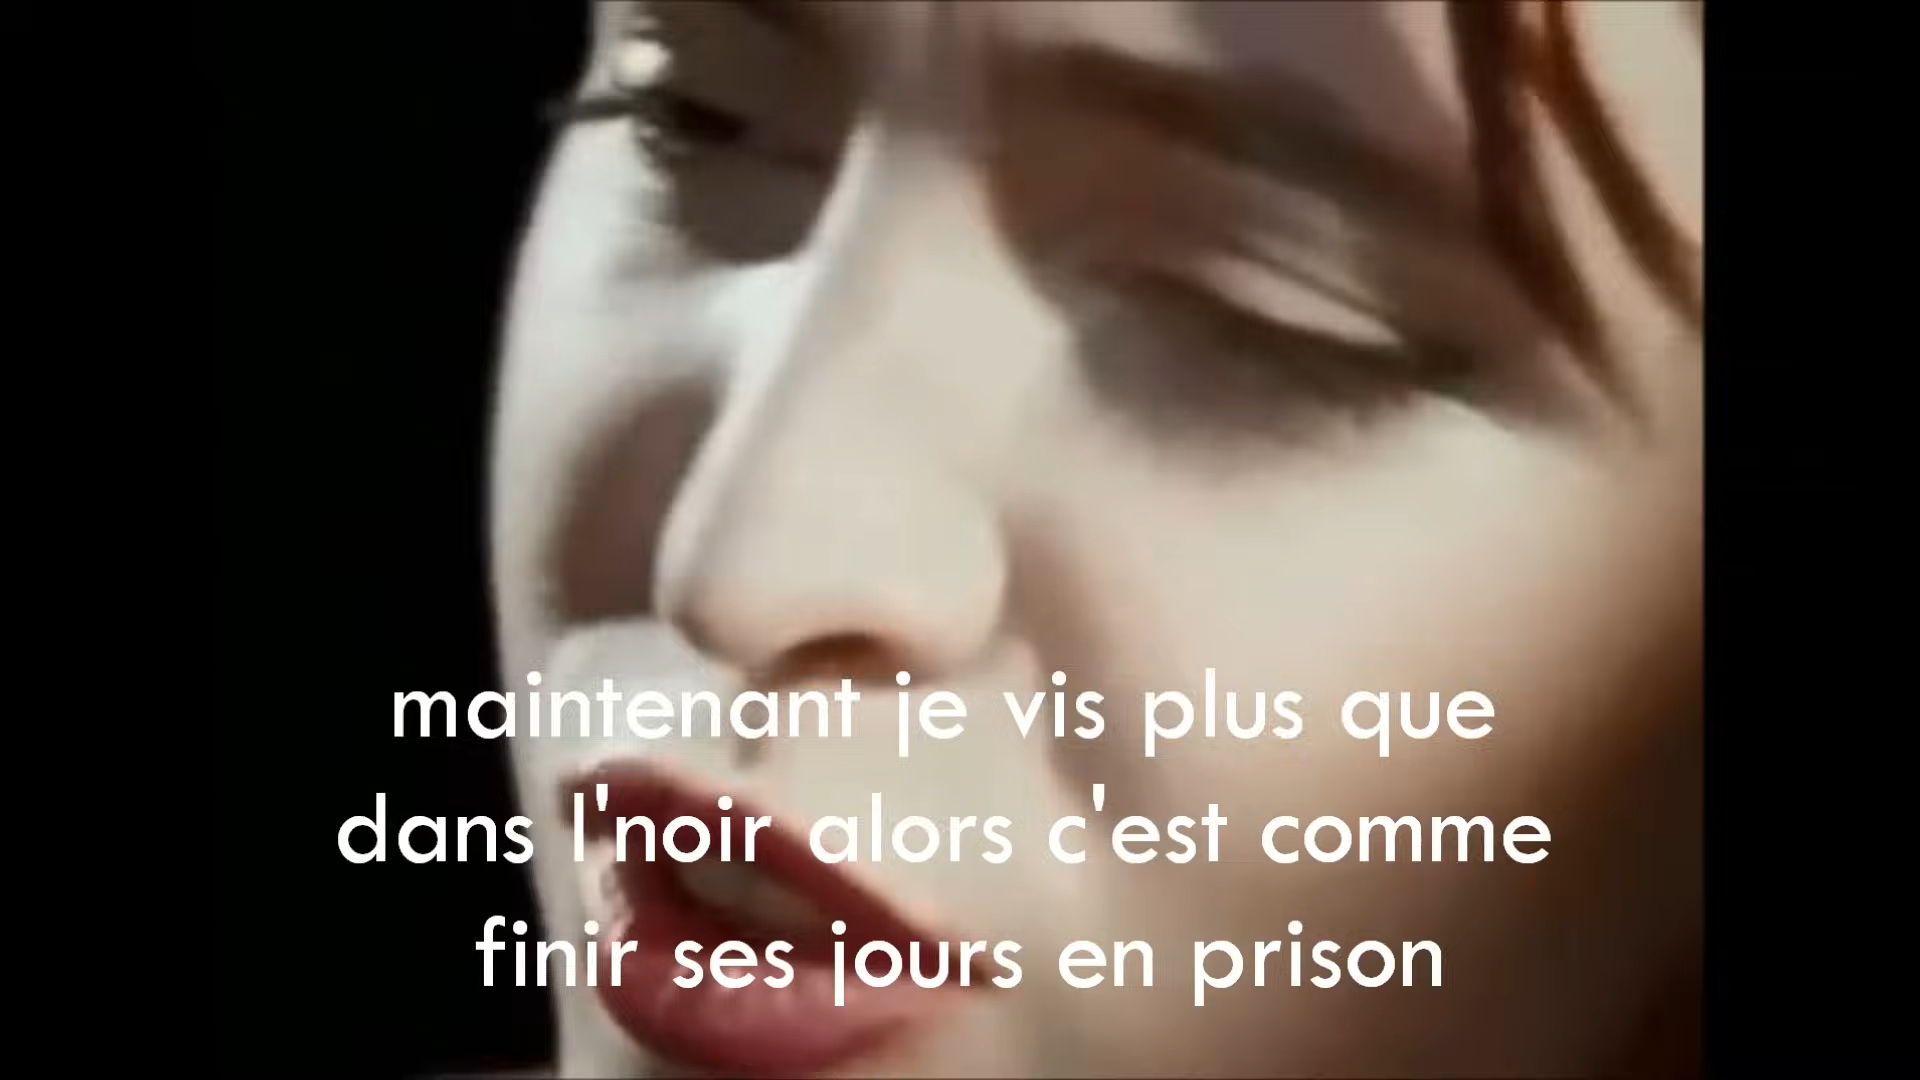 maintenant je vis plus que
dans l'noir alors c'est comme
finir ses jours en prison